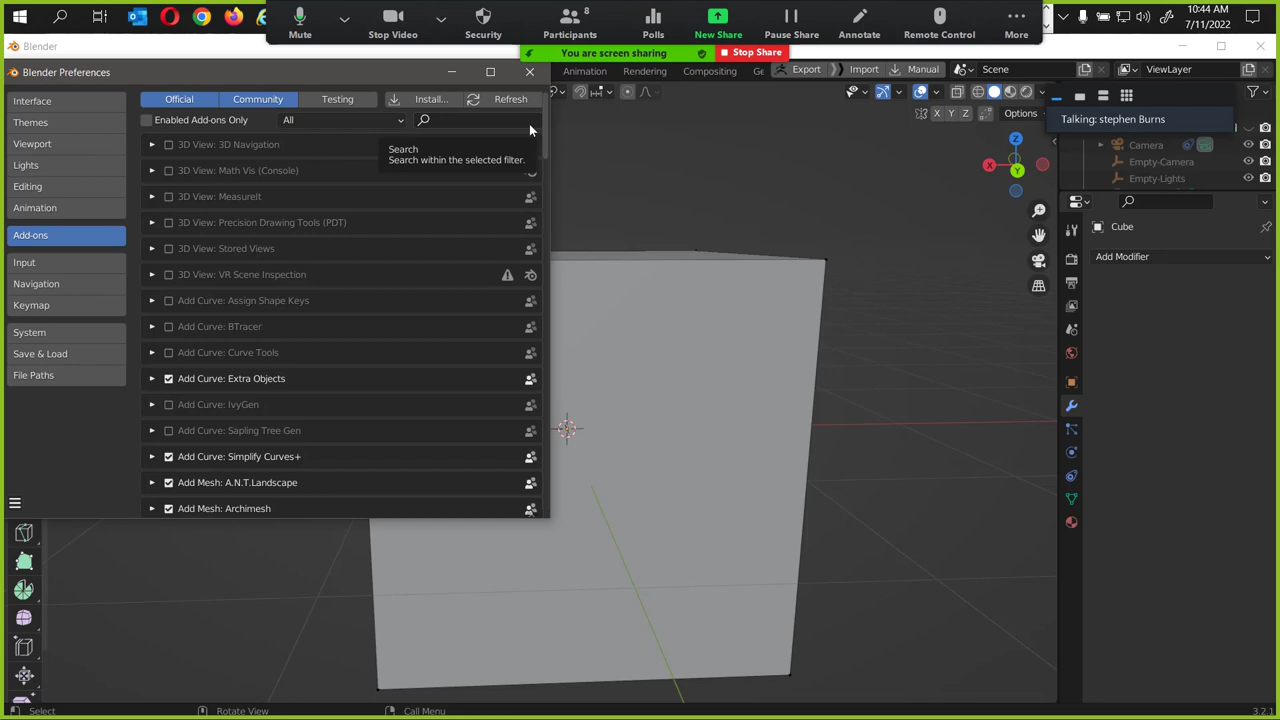 10:44 AM
7/11/2022
8
Mute
Stop Video
Security
Participants
Polls
New Share
Pause Share
Annotate
Remote Control
More
You are screen sharing
Stop Share
Blender
Blender Preferences
Animation
Rendering
Compositing
Ge
Export
Import
Manual
Scene
ViewLayer
Talking: stephen Burns
Interface
Themes
Viewport
Lights
Editing
Animation
Add-ons
Input
Navigation
Keymap
System
Save & Load
File Paths
Official
Community
Testing
Install...
Refresh
Enabled Add-ons Only
All
Search
Search within the selected filter.
3D View: 3D Navigation
3D View: Math Vis (Console)
3D View: MeasureIt
3D View: Precision Drawing Tools (PDT)
3D View: Stored Views
3D View: VR Scene Inspection
Add Curve: Assign Shape Keys
Add Curve: BTracer
Add Curve: Curve Tools
Add Curve: Extra Objects
Add Curve: IvyGen
Add Curve: Sapling Tree Gen
Add Curve: Simplify Curves+
Add Mesh: A.N.T.Landscape
Add Mesh: Archimesh
X Y Z
Options
Z
X
Y
Camera
Empty-Camera
Empty-Lights
Cube
Add Modifier
Select
Rotate View
Call Menu
3.2.1